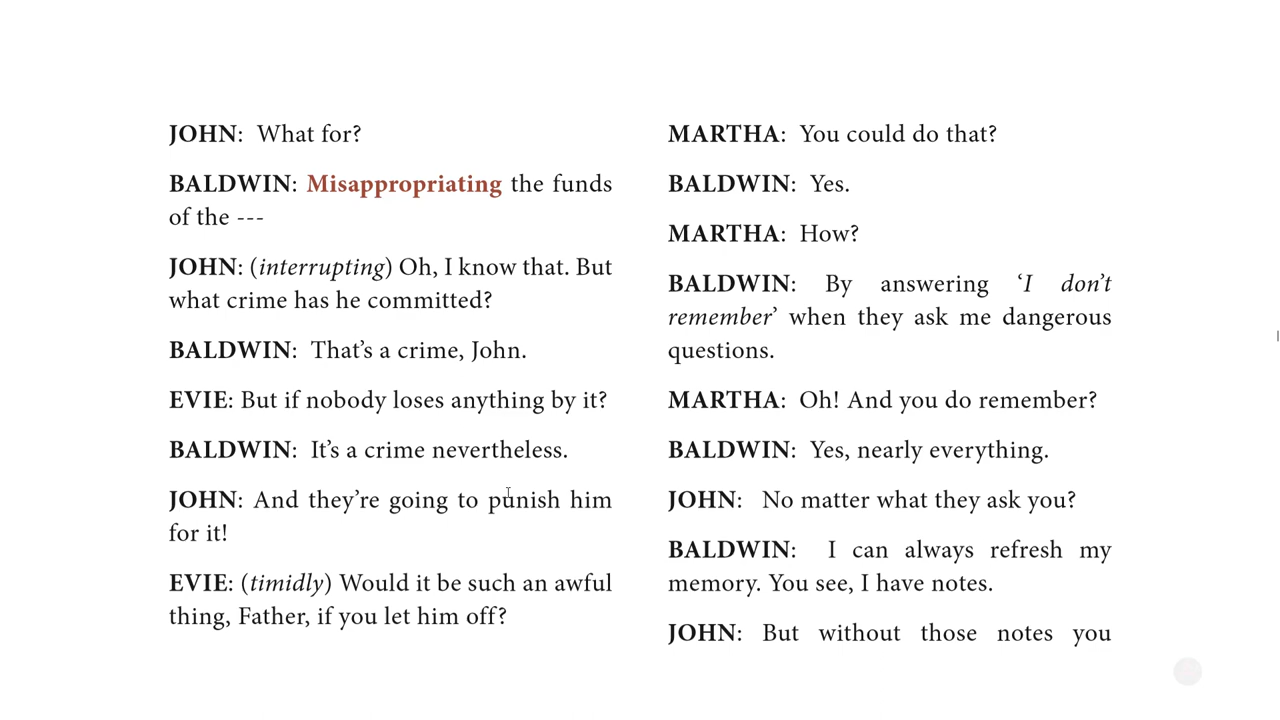 JOHN: What for?
BALDWIN: Misappropriating the funds
of the ---
JOHN: (interrupting) Oh, I know that. But
what crime has he committed?
BALDWIN: That’s a crime, John.
EVIE: But if nobody loses anything by it?
BALDWIN: It’s a crime nevertheless.
JOHN: And they’re going to punish him
for it!
EVIE: (timidly) Would it be such an awful
thing, Father, if you let him off?
MARTHA: You could do that?
BALDWIN: Yes.
MARTHA: How?
BALDWIN: By answering ‘I don’t
remember’ when they ask me dangerous
questions.
MARTHA: Oh! And you do remember?
BALDWIN: Yes, nearly everything.
JOHN: No matter what they ask you?
BALDWIN: I can always refresh my
memory. You see, I have notes.
JOHN: But without those notes you